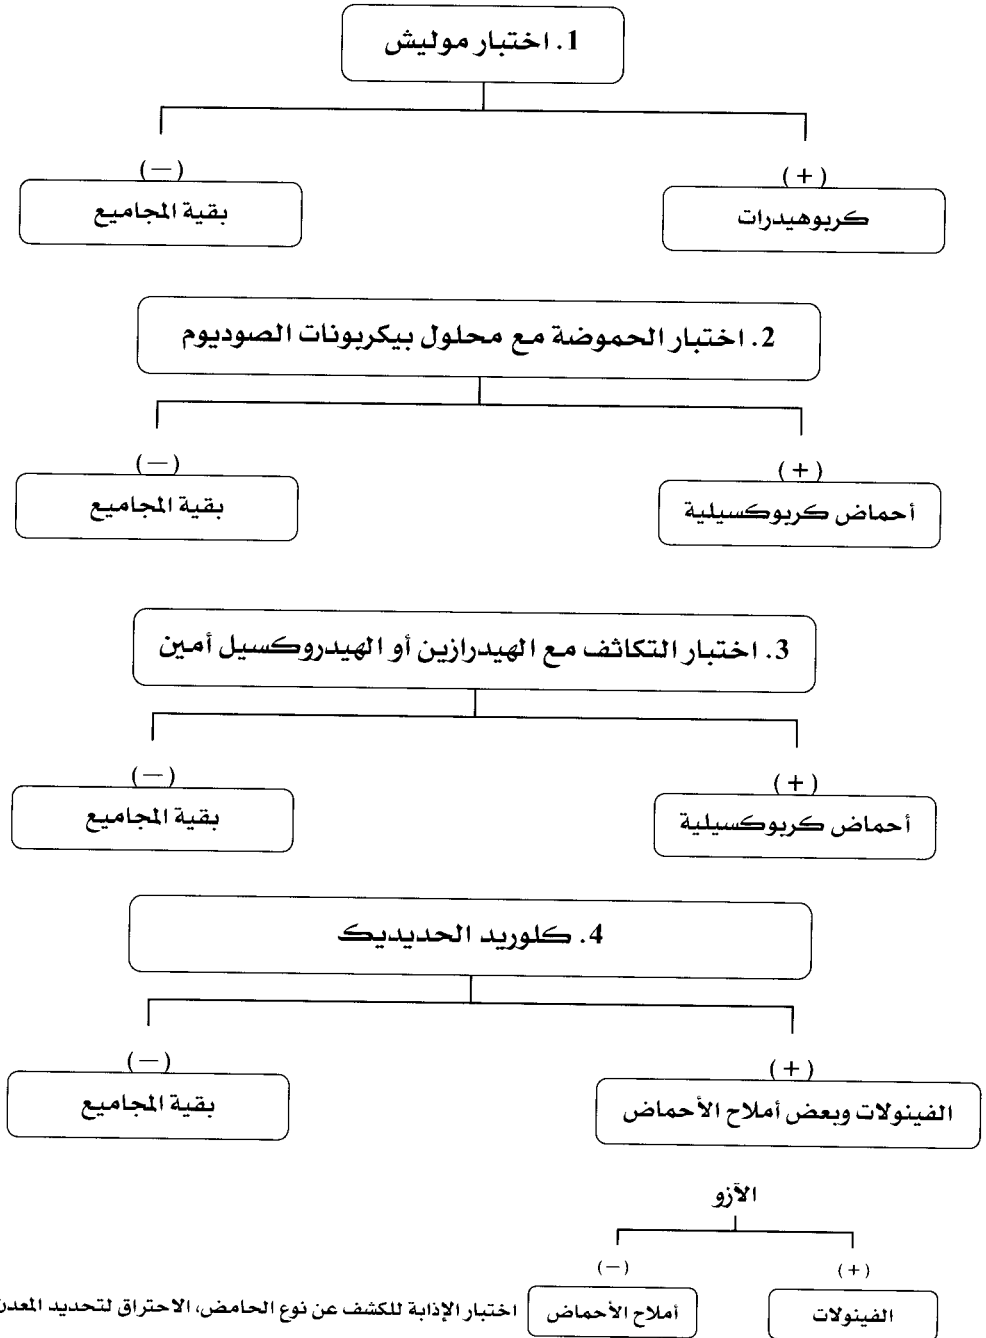 1. اختبار موليش
(+)
(—)
كربوهيدرات
بقية المجاميع
2. اختبار الحموضة مع محلول بيكربونات الصوديوم
(+)
(—)
أحماض كربوكسيلية
بقية المجاميع
3. اختبار التكاثف مع الهيدرازين أو الهيدروكسيل أمين
(+)
(—)
أحماض كربوكسيلية
بقية المجاميع
4. كلوريد الحديديك
(+)
(—)
الفينولات وبعض أملاح الأحماض
بقية المجاميع
الآزو
(+)
(—)
الفينولات
أملاح الأحماض
اختبار الإذابة للكشف عن نوع الحامض، الاحتراق لتحديد المعدن